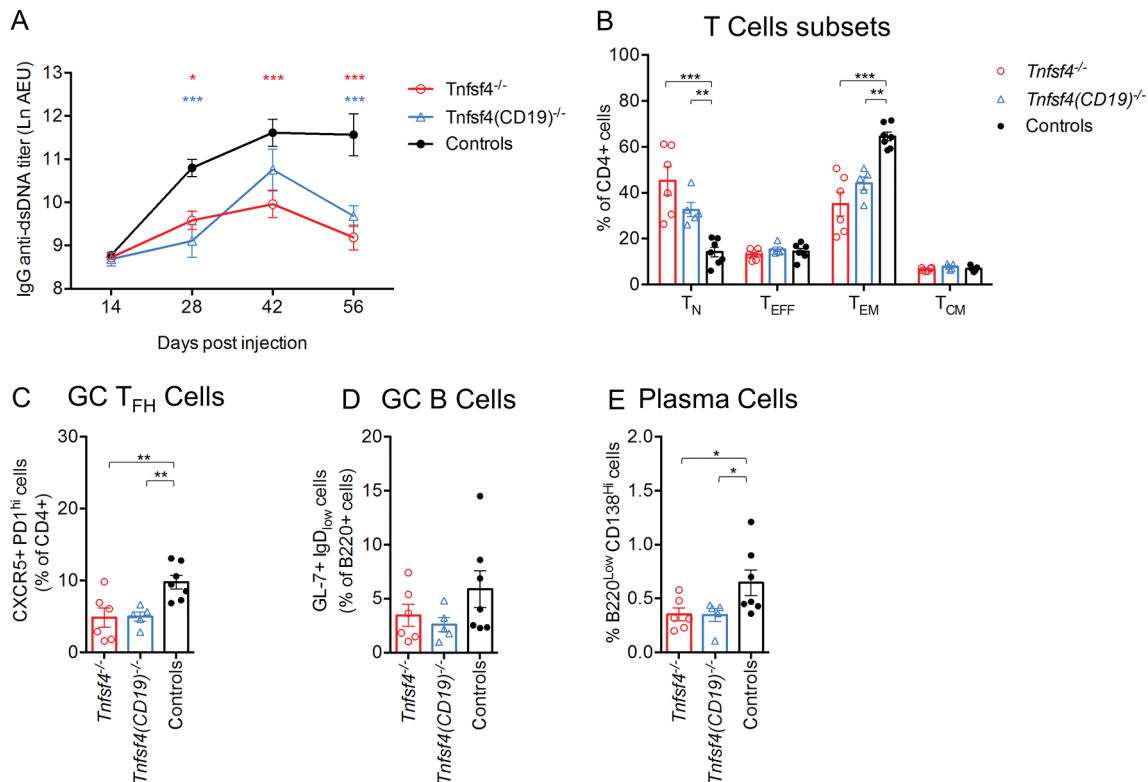 A
IgG anti-dsDNA titer (Ln AEU)
13
12
11
10
9
8
* *** ***
*** ***
Tnfsf4-/-
Tnfsf4(CD19)-/-
Controls
14 28 42 56
Days post injection
B T Cells subsets
% of CD4+ cells
100
80
60
40
20
0
*** ***
** **
Tnfsf4-/-
Tnfsf4(CD19)-/-
Controls
TN TEFF TEM TCM
C GC TFH Cells
CXCR5+ PD1hi cells
(% of CD4+)
30
20
10
0
**
**
Tnfsf4-/-
Tnfsf4(CD19)-/-
Controls
D GC B Cells
GL-7+ IgDlow cells
(% of B220+ cells)
20
15
10
5
0
Tnfsf4-/-
Tnfsf4(CD19)-/-
Controls
E Plasma Cells
% B220Low CD138Hi cells
2.0
1.5
1.0
0.5
0.0
*
*
Tnfsf4-/-
Tnfsf4(CD19)-/-
Controls